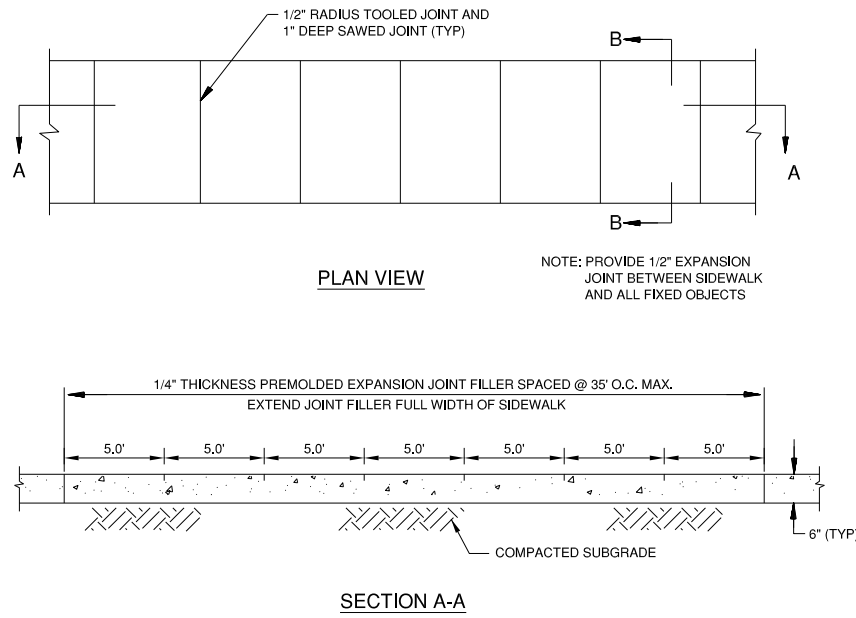 1/2" RADIUS TOOLED JOINT AND
1" DEEP SAWED JOINT (TYP)
B
A
A
B
PLAN VIEW
NOTE: PROVIDE 1/2" EXPANSION
JOINT BETWEEN SIDEWALK
AND ALL FIXED OBJECTS
1/4" THICKNESS PREMOLDED EXPANSION JOINT FILLER SPACED @ 35' O.C. MAX.
EXTEND JOINT FILLER FULL WIDTH OF SIDEWALK
5.0' 5.0' 5.0' 5.0' 5.0' 5.0' 5.0'
6" (TYP)
COMPACTED SUBGRADE
SECTION A-A